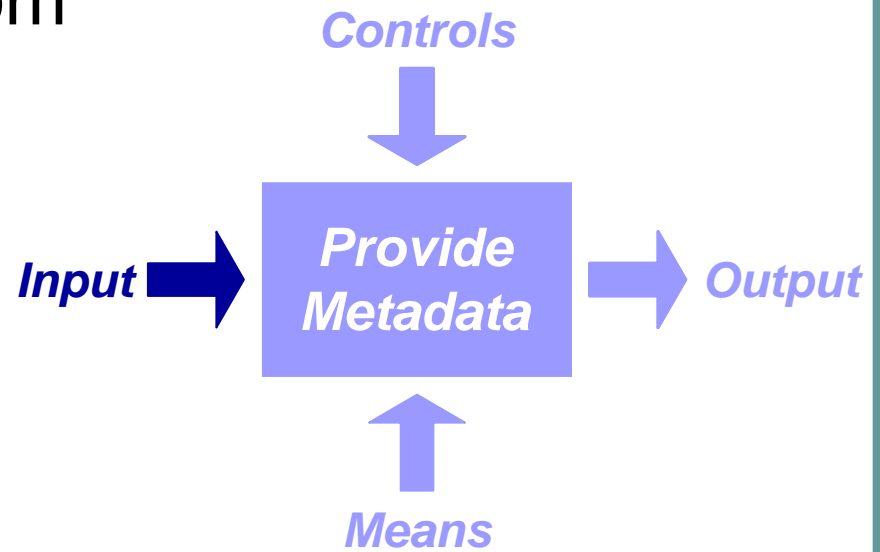 Controls
Provide
Metadata
Input
Output
Means